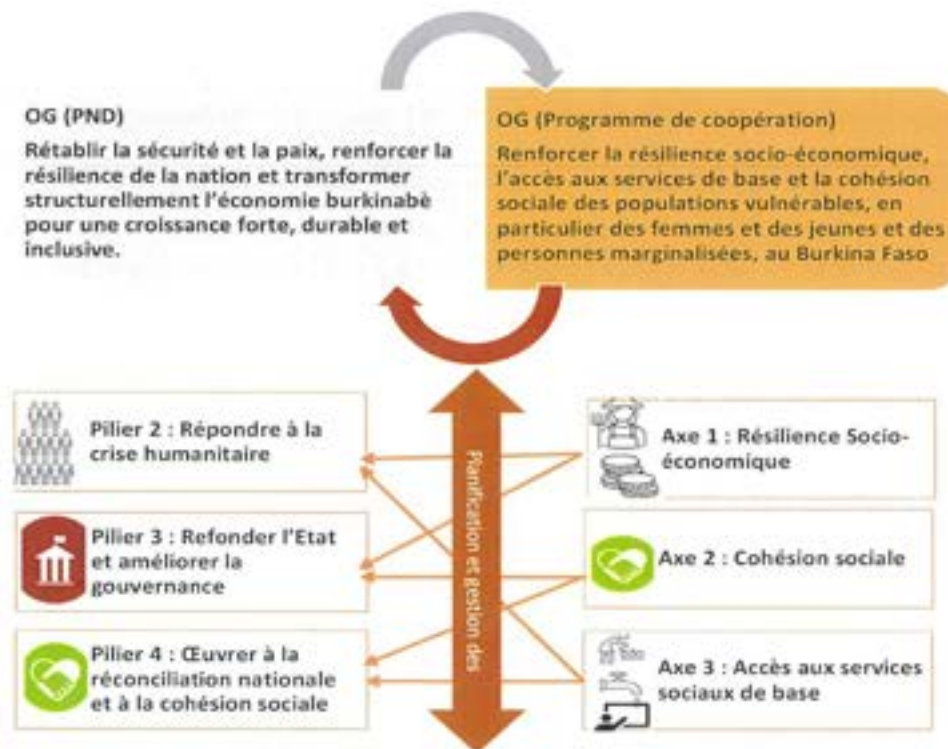 OG (PND)
Rétablir la sécurité et la paix, renforcer la
résilience de la nation et transformer
structurellement l'économie burkinabè
pour une croissance forte, durable et
inclusive.
OG (Programme de coopération)
Renforcer la résilience socio-économique,
l'accès aux services de base et la cohésion
sociale des populations vulnérables, en
particulier des femmes et des jeunes et des
personnes marginalisées, au Burkina Faso
Pilier 2 : Répondre à la
crise humanitaire
Pilier 3 : Refonder l'Etat
et améliorer la
gouvernance
Pilier 4 : Œuvrer à la
réconciliation nationale
et à la cohésion sociale
Planification et gestion des
Axe 1 : Résilience Socio-
économique
Axe 2 : Cohésion sociale
Axe 3 : Accès aux services
sociaux de base